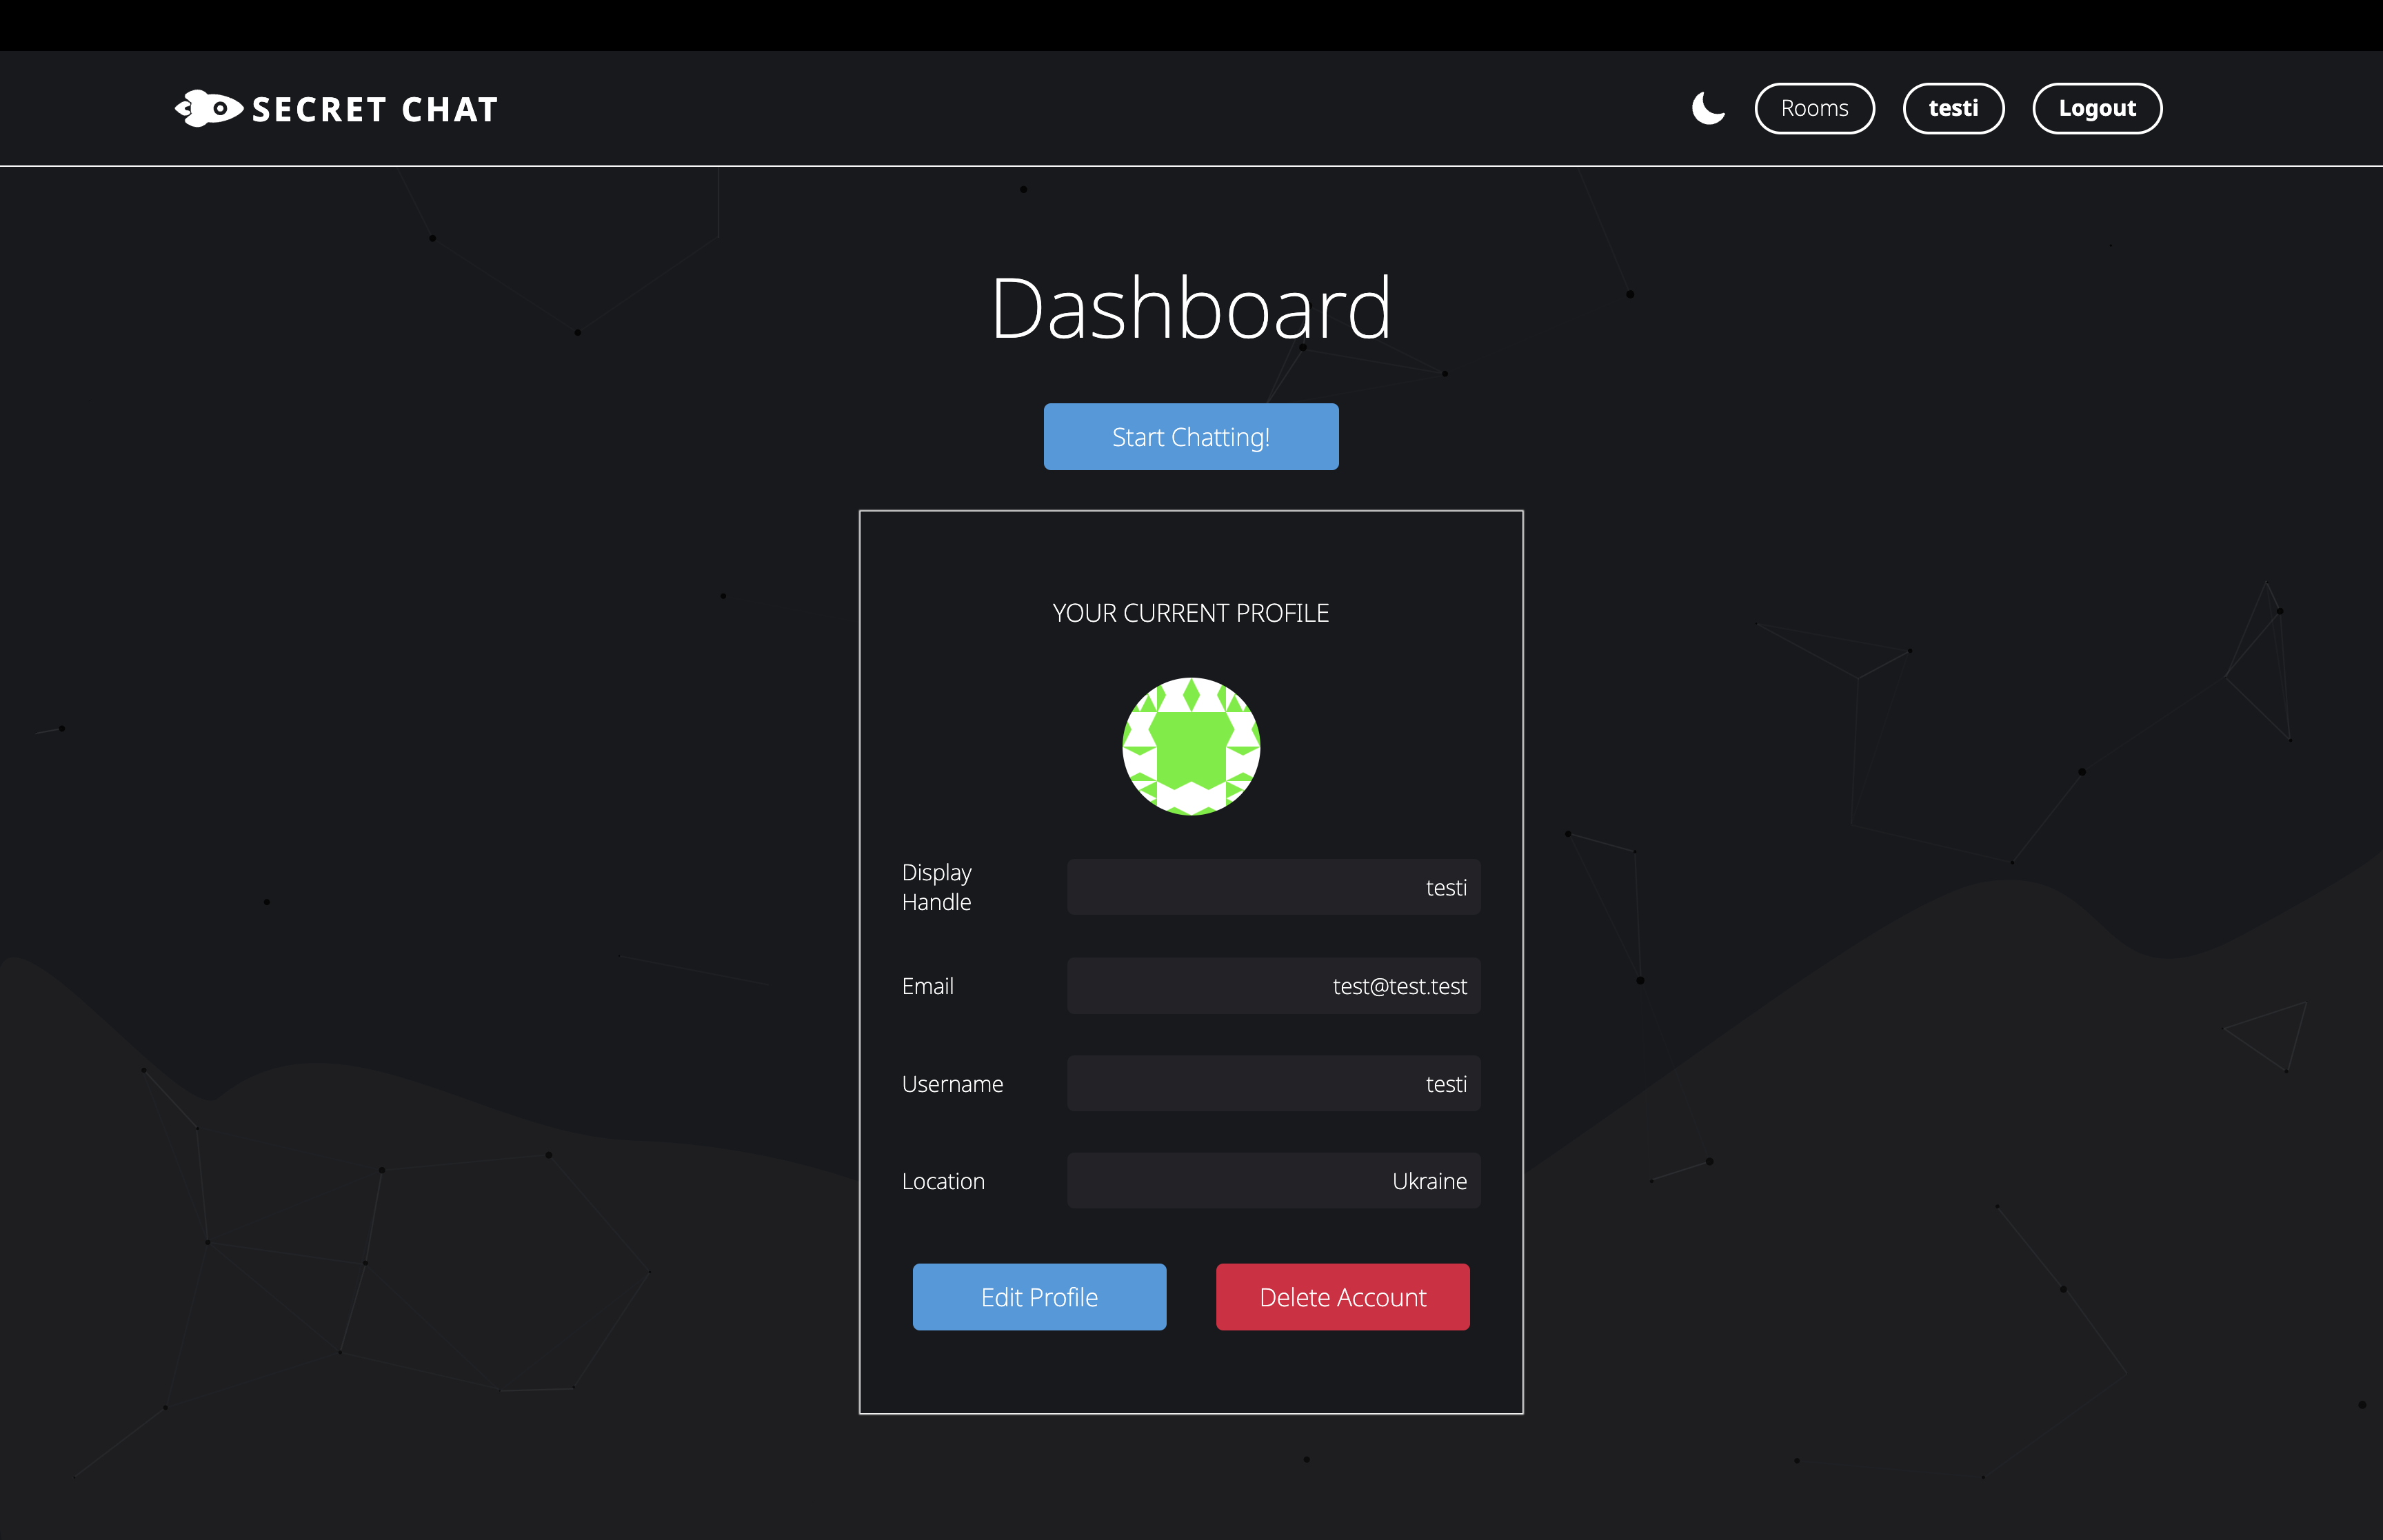 SECRET CHAT
Rooms
testi
Logout
Dashboard
Start Chatting!
YOUR CURRENT PROFILE
Display
Handle
testi
Email
test@test.test
Username
testi
Location
Ukraine
Edit Profile
Delete Account